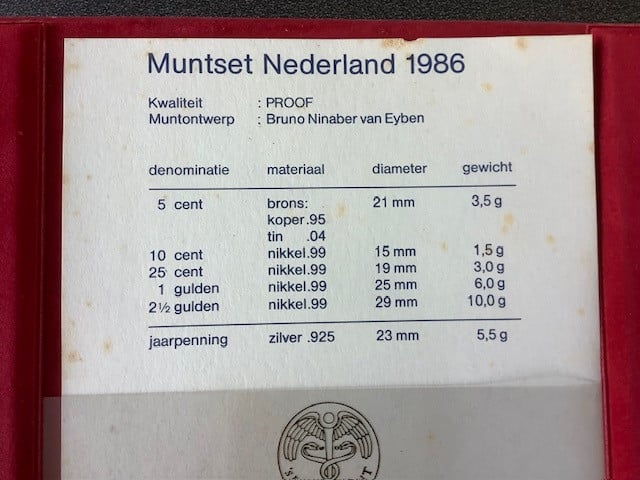 Muntset Nederland 1986
Kwaliteit : PROOF
Muntontwerp : Bruno Ninaber van Eyben
denominatie materiaal diameter gewicht
5 cent brons: 21 mm 3,5 g
koper .95
tin .04
10 cent nikkel.99 15 mm 1,5 g
25 cent nikkel.99 19 mm 3,0 g
1 gulden nikkel.99 25 mm 6,0 g
2½ gulden nikkel.99 29 mm 10,0 g
jaarpenning zilver .925 23 mm 5,5 g